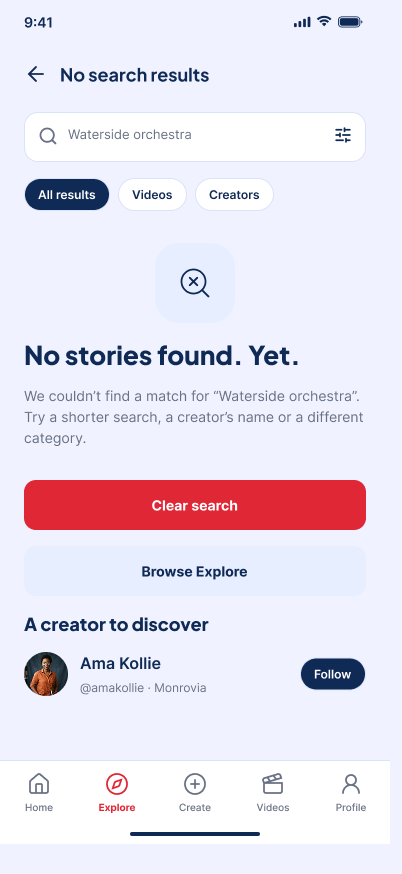 9:41
No search results
Waterside orchestra
All results
Videos
Creators
No stories found. Yet.
We couldn’t find a match for “Waterside orchestra”.
Try a shorter search, a creator’s name or a different
category.
Clear search
Browse Explore
A creator to discover
Ama Kollie
@amakollie · Monrovia
Follow
Home
Explore
Create
Videos
Profile